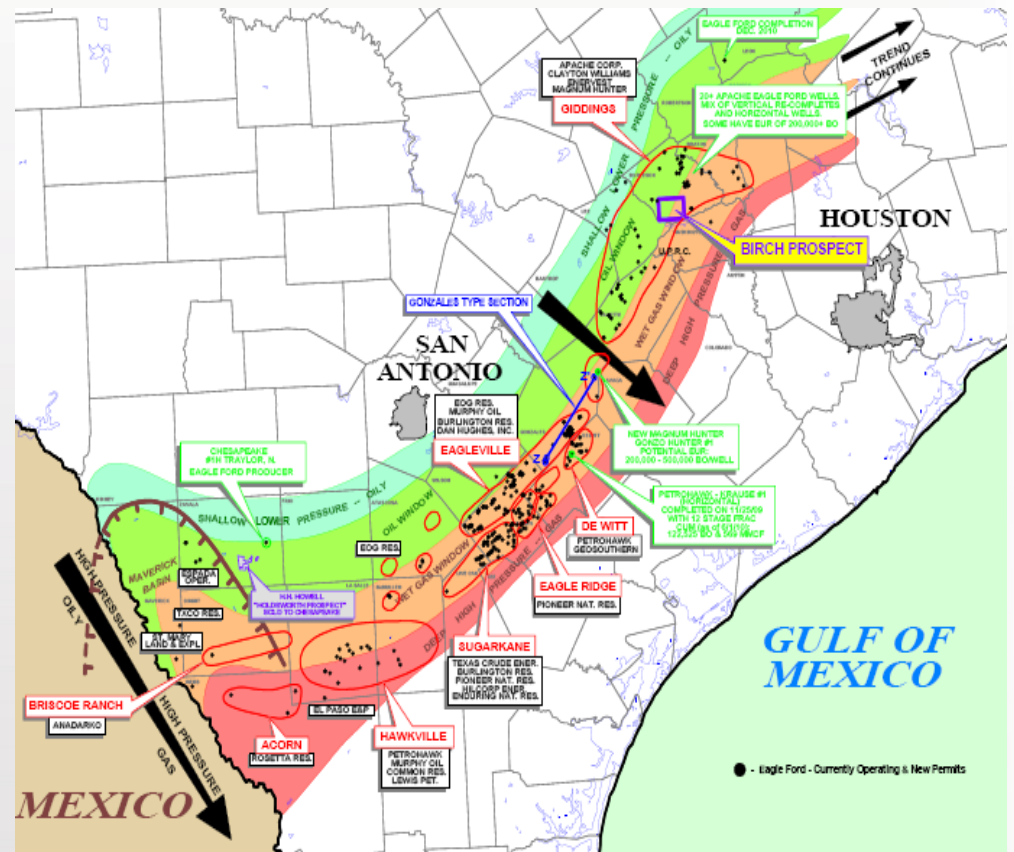 EAGLE FORD COMPLETION
DEC. 2010
TREND
CONTINUES
APACHE CORP.
CLAYTON WILLIAMS
ENERVEST
MAGNUM HUNTER
GIDDINGS
20+ APACHE EAGLE FORD WELLS.
MIX OF VERTICAL RE-COMPLETES
AND HORIZONTAL WELLS.
SOME HAVE EUR OF 200,000+ BO
SHALLOW LOWER PRESSURE - OILY
HOUSTON
BIRCH PROSPECT
OIL WINDOW
U.P.R.C.
WET GAS WINDOW
DEEP HIGH PRESSURE GAS
COLORADO
GONZALES TYPE SECTION
SAN
ANTONIO
Z'
Z
EOG RES.
MURPHY OIL
BURLINGTON RES.
DAN HUGHES, INC.
EAGLEVILLE
NEW MAGNUM HUNTER
GONZO HUNTER #1
POTENTIAL EUR:
300,000 - 500,000 BO/WELL
CHESAPEAKE
#1H TRAYLOR, N.
EAGLE FORD PRODUCER
PETROHAWK - KRAUSE #1
(HORIZONTAL)
COMPLETED ON 11/25/09
WITH 12 STAGE FRAC
SHALLOW LOWER PRESSURE - OILY
OIL WINDOW
DE WITT
PETROHAWK
GEOSOUTHERN
EOG RES.
WET GAS WINDOW
DEEP HIGH PRESSURE GAS
EAGLE RIDGE
PIONEER NAT. RES.
MAVERICK
BASIN
ESPADA
OPER.
H.H. HOWELL
"HOLDSWORTH PROSPECT"
SOLD TO CHESAPEAKE
TXCO RES.
ST. MARY
LAND & EXPL
HIGH PRESSURE
OILY
SUGARKANE
TEXAS CRUDE ENER.
BURLINGTON RES.
PIONEER NAT. RES.
HILCORP ENER.
ENDURING NAT. RES.
GULF OF
MEXICO
BRISCOE RANCH
ANADARKO
EL PASO E&P
ACORN
ROSETTA RES.
HAWKVILLE
PETROHAWK
MURPHY OIL
COMMON RES.
LEWIS PET.
HIGH PRESSURE
GAS
MEXICO
- Eagle Ford - Currently Operating & New Permits